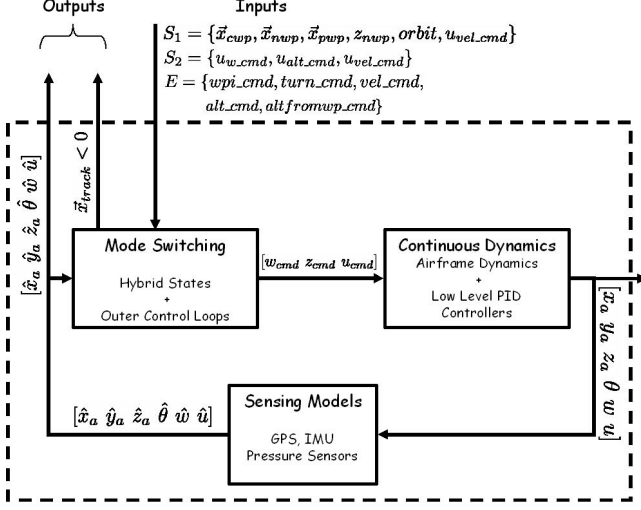 Outputs
Inputs
S₁ = {x⃗_cwp, x⃗_nwp, x⃗_pwp, z_nwp, orbit, u_vel_cmd}
S₂ = {u_w_cmd, u_alt_cmd, u_vel_cmd}
E = {wpi_cmd, turn_cmd, vel_cmd,
alt_cmd, altfromwp_cmd}
[x̂_a ŷ_a ẑ_a θ̂ ŵ û]
x⃗_track < 0
Mode Switching
Hybrid States
+
Outer Control Loops
[w_cmd z_cmd u_cmd]
Continuous Dynamics
Airframe Dynamics
+
Low Level PID
Controllers
[x_a y_a z_a θ w u]
[x̂_a ŷ_a ẑ_a θ̂ ŵ û]
Sensing Models
GPS, IMU
Pressure Sensors